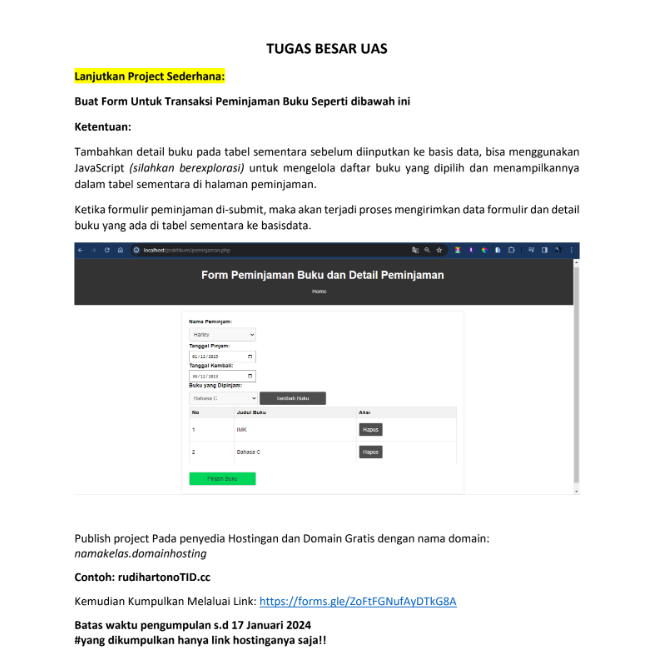 TUGAS BESAR UAS
Lanjutkan Project Sederhana:
Buat Form Untuk Transaksi Peminjaman Buku Seperti dibawah ini
Ketentuan:
Tambahkan detail buku pada tabel sementara sebelum diinputkan ke basis data, bisa menggunakan
JavaScript (silahkan berexplorasi) untuk mengelola daftar buku yang dipilih dan menampilkannya
dalam tabel sementara di halaman peminjaman.
Ketika formulir peminjaman di-submit, maka akan terjadi proses mengirimkan data formulir dan detail
buku yang ada di tabel sementara ke basisdata.
localhost/praktikum/peminjaman.php
Form Peminjaman Buku dan Detail Peminjaman
Home
Nama Peminjam:
Harley
Tanggal Pinjam:
01/12/2023
Tanggal Kembali:
Buku yang Dipinjam:
Bahasa C Tambah Buku
No Judul Buku Aksi
1 IMK Hapus
2 Bahasa C Hapus
Pinjam Buku
Publish project Pada penyedia Hostingan dan Domain Gratis dengan nama domain:
namakelas.domainhosting
Contoh: rudihartonoTID.cc
Kemudian Kumpulkan Melaluai Link: https://forms.gle/ZoFtFGNufAyDTkG8A
Batas waktu pengumpulan s.d 17 Januari 2024
#yang dikumpulkan hanya link hostinganya saja!!